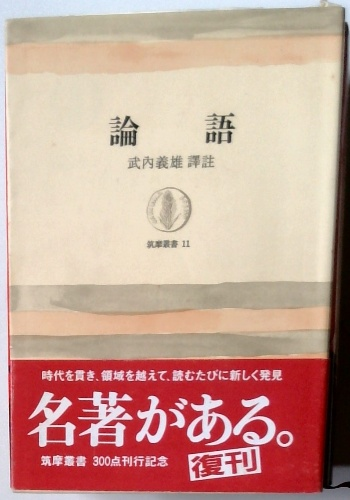 論語
武内義雄 譯註
筑摩叢書 11
時代を貫き、領域を越えて、読むたびに新しく発見
名著がある。
筑摩叢書 300点刊行記念
復刊